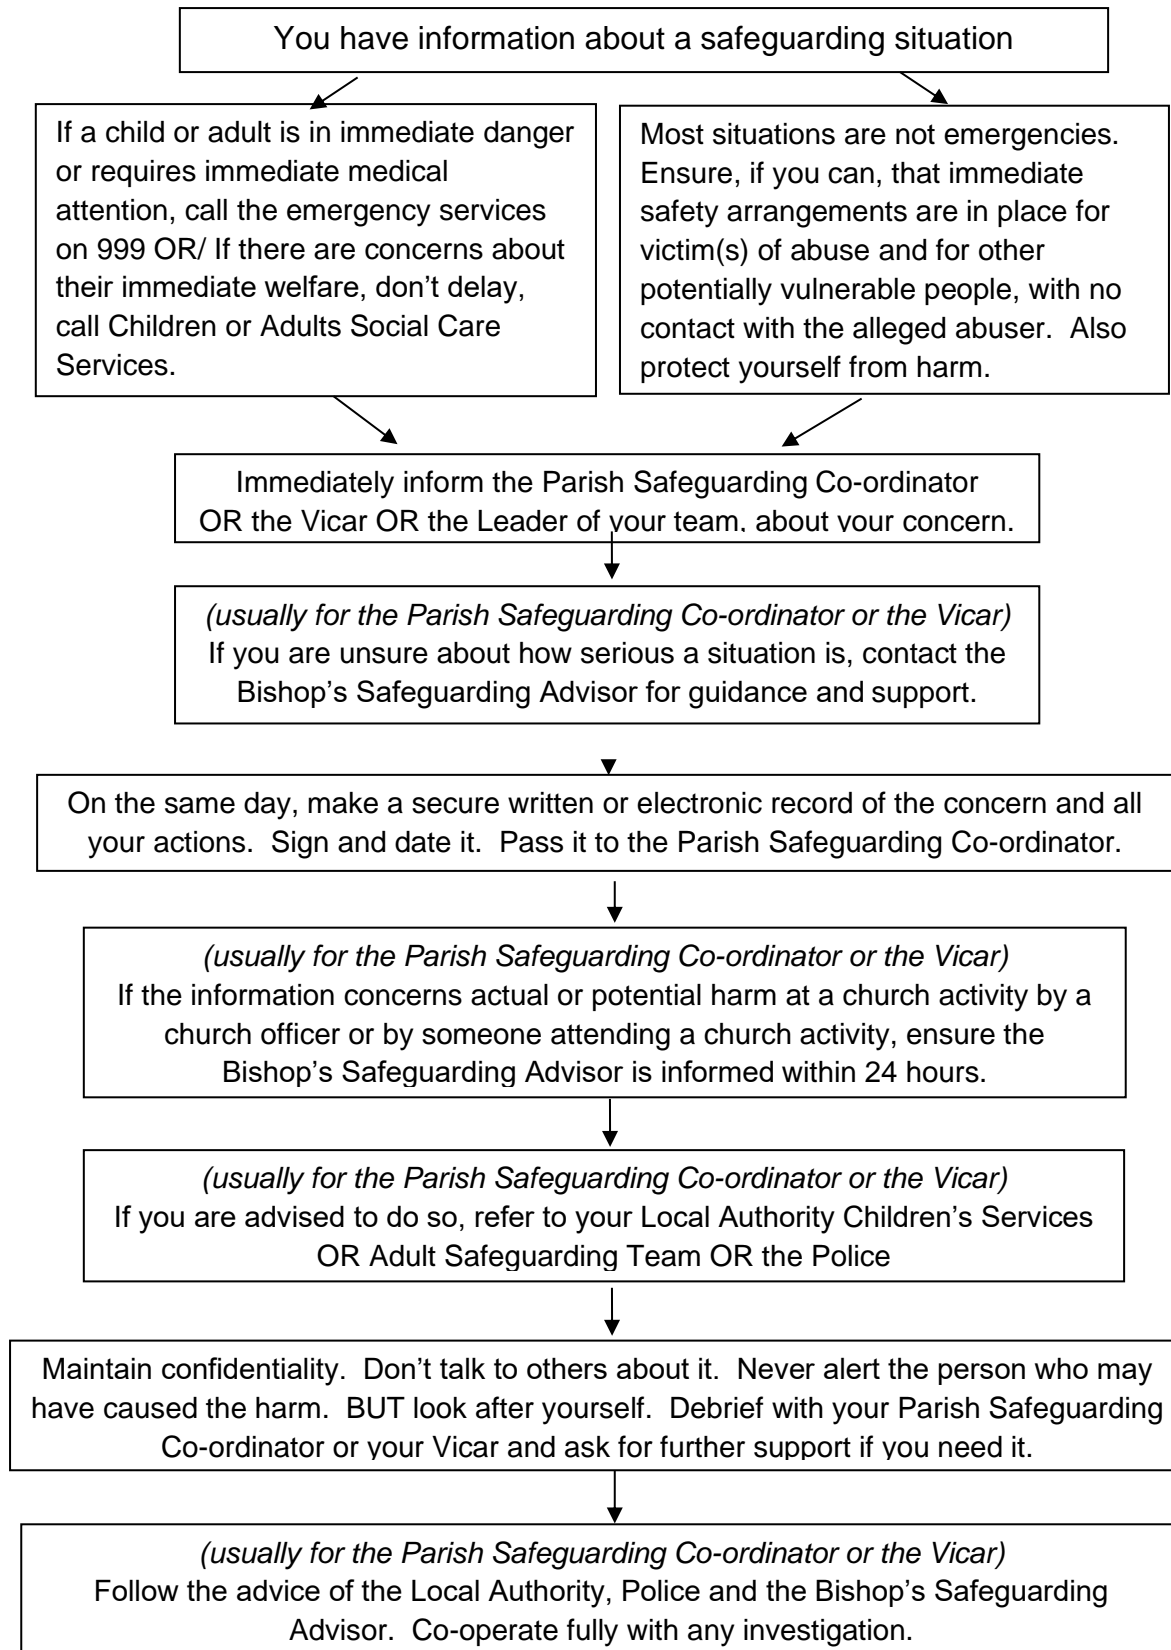 You have information about a safeguarding situation
If a child or adult is in immediate danger
or requires immediate medical
attention, call the emergency services
on 999 OR/ If there are concerns about
their immediate welfare, don’t delay,
call Children or Adults Social Care
Services.
Most situations are not emergencies.
Ensure, if you can, that immediate
safety arrangements are in place for
victim(s) of abuse and for other
potentially vulnerable people, with no
contact with the alleged abuser.  Also
protect yourself from harm.
Immediately inform the Parish Safeguarding Co-ordinator
OR the Vicar OR the Leader of your team, about your concern.
(usually for the Parish Safeguarding Co-ordinator or the Vicar)
If you are unsure about how serious a situation is, contact the
Bishop’s Safeguarding Advisor for guidance and support.
On the same day, make a secure written or electronic record of the concern and all
your actions.  Sign and date it.  Pass it to the Parish Safeguarding Co-ordinator.
(usually for the Parish Safeguarding Co-ordinator or the Vicar)
If the information concerns actual or potential harm at a church activity by a
church officer or by someone attending a church activity, ensure the
Bishop’s Safeguarding Advisor is informed within 24 hours.
(usually for the Parish Safeguarding Co-ordinator or the Vicar)
If you are advised to do so, refer to your Local Authority Children’s Services
OR Adult Safeguarding Team OR the Police
Maintain confidentiality.  Don’t talk to others about it.  Never alert the person who may
have caused the harm.  BUT look after yourself.  Debrief with your Parish Safeguarding
Co-ordinator or your Vicar and ask for further support if you need it.
(usually for the Parish Safeguarding Co-ordinator or the Vicar)
Follow the advice of the Local Authority, Police and the Bishop’s Safeguarding
Advisor.  Co-operate fully with any investigation.